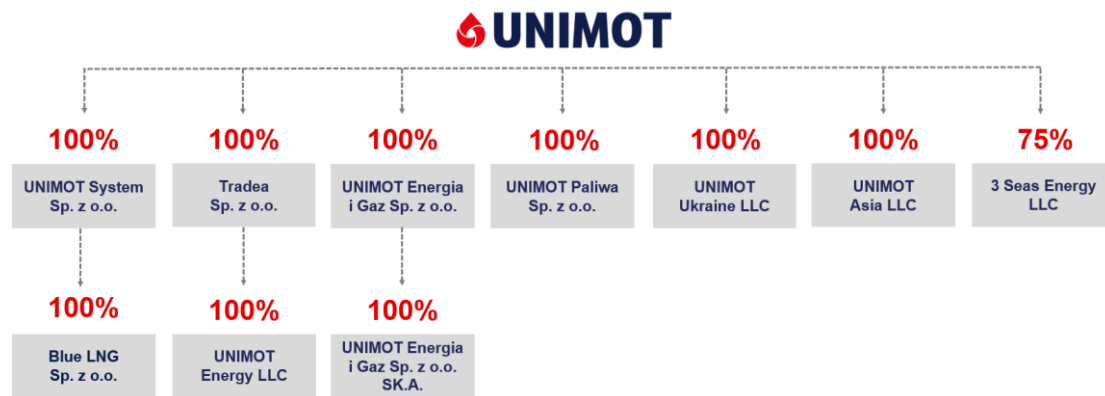 UNIMOT
100%
100%
100%
100%
100%
100%
75%
UNIMOT System
Sp. z o.o.
Tradea
Sp. z o.o.
UNIMOT Energia
i Gaz Sp. z o.o.
UNIMOT Paliwa
Sp. z o.o.
UNIMOT
Ukraine LLC
UNIMOT
Asia LLC
3 Seas Energy
LLC
100%
100%
100%
Blue LNG
Sp. z o.o.
UNIMOT
Energy LLC
UNIMOT Energia
i Gaz Sp. z o.o.
SK.A.